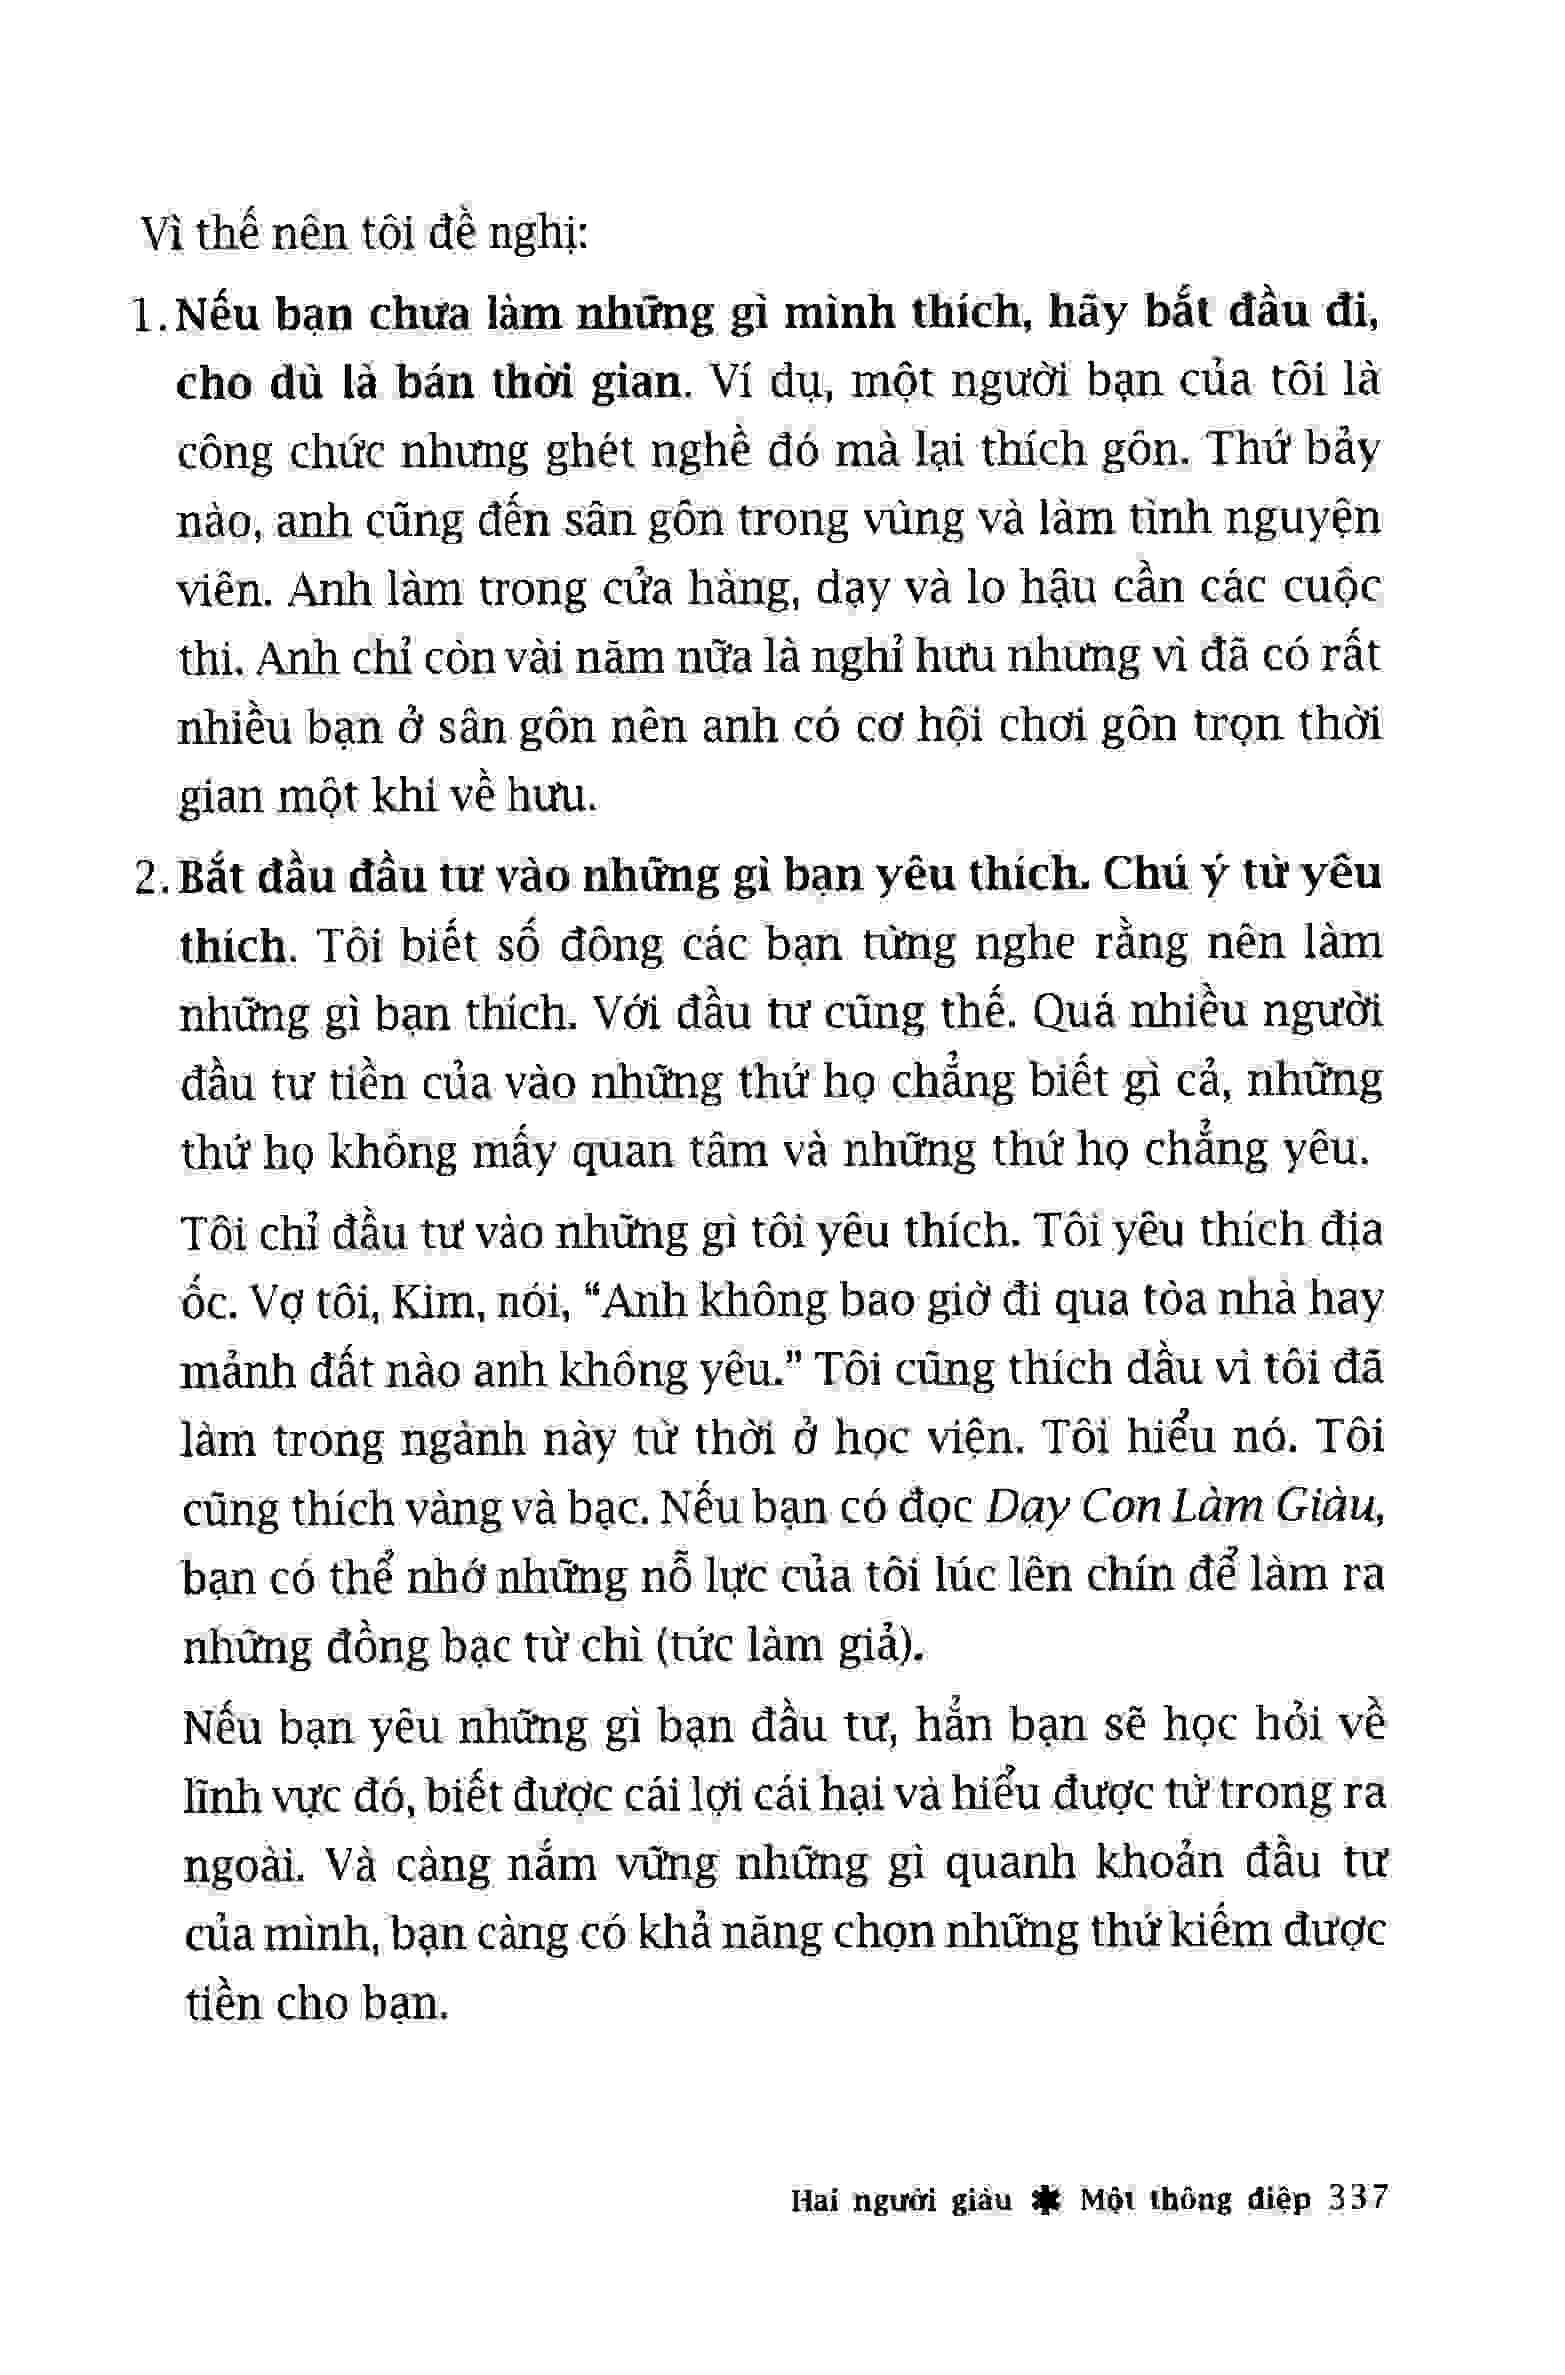 Vì thế nên tôi đề nghị:
1. Nếu bạn chưa làm những gì mình thích, hãy bắt đầu đi,
cho dù là bán thời gian. Ví dụ, một người bạn của tôi là
công chức nhưng ghét nghề đó mà lại thích gôn. Thứ bảy
nào, anh cũng đến sân gôn trong vùng và làm tình nguyện
viên. Anh làm trong cửa hàng, dạy và lo hậu cần các cuộc
thi. Anh chỉ còn vài năm nữa là nghỉ hưu nhưng vì đã có rất
nhiều bạn ở sân gôn nên anh có cơ hội chơi gôn trọn thời
gian một khi về hưu.
2. Bắt đầu đầu tư vào những gì bạn yêu thích. Chú ý từ yêu
thích. Tôi biết số đông các bạn từng nghe rằng nên làm
những gì bạn thích. Với đầu tư cũng thế. Quá nhiều người
đầu tư tiền của vào những thứ họ chẳng biết gì cả, những
thứ họ không mấy quan tâm và những thứ họ chẳng yêu.
Tôi chỉ đầu tư vào những gì tôi yêu thích. Tôi yêu thích địa
ốc. Vợ tôi, Kim, nói, “Anh không bao giờ đi qua tòa nhà hay
mảnh đất nào anh không yêu.” Tôi cũng thích dầu vì tôi đã
làm trong ngành này từ thời ở học viện. Tôi hiểu nó. Tôi
cũng thích vàng và bạc. Nếu bạn có đọc Dạy Con Làm Giàu,
bạn có thể nhớ những nỗ lực của tôi lúc lên chín để làm ra
những đồng bạc từ chì (tức làm giả).
Nếu bạn yêu những gì bạn đầu tư, hẳn bạn sẽ học hỏi về
lĩnh vực đó, biết được cái lợi cái hại và hiểu được từ trong ra
ngoài. Và càng nắm vững những gì quanh khoản đầu tư
của mình, bạn càng có khả năng chọn những thứ kiếm được
tiền cho bạn.
Hai người giàu ✱ Một thông điệp 337